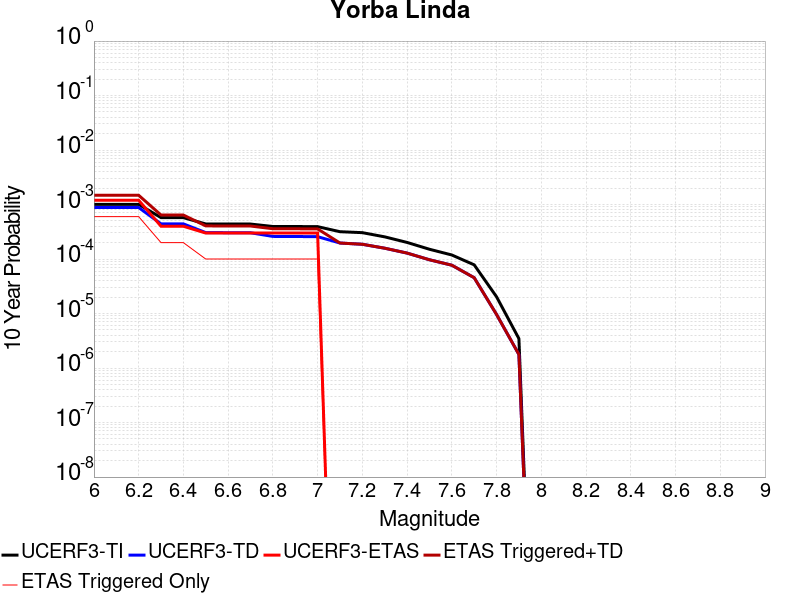 Yorba Linda
10 0
10 -1
10 -2
10 -3
10 -4
10 -5
10 -6
10 -7
10 -8
10 Year Probability
6 6.2 6.4 6.6 6.8 7 7.2 7.4 7.6 7.8 8 8.2 8.4 8.6 8.8 9
Magnitude
UCERF3-TI UCERF3-TD UCERF3-ETAS ETAS Triggered+TD
ETAS Triggered Only